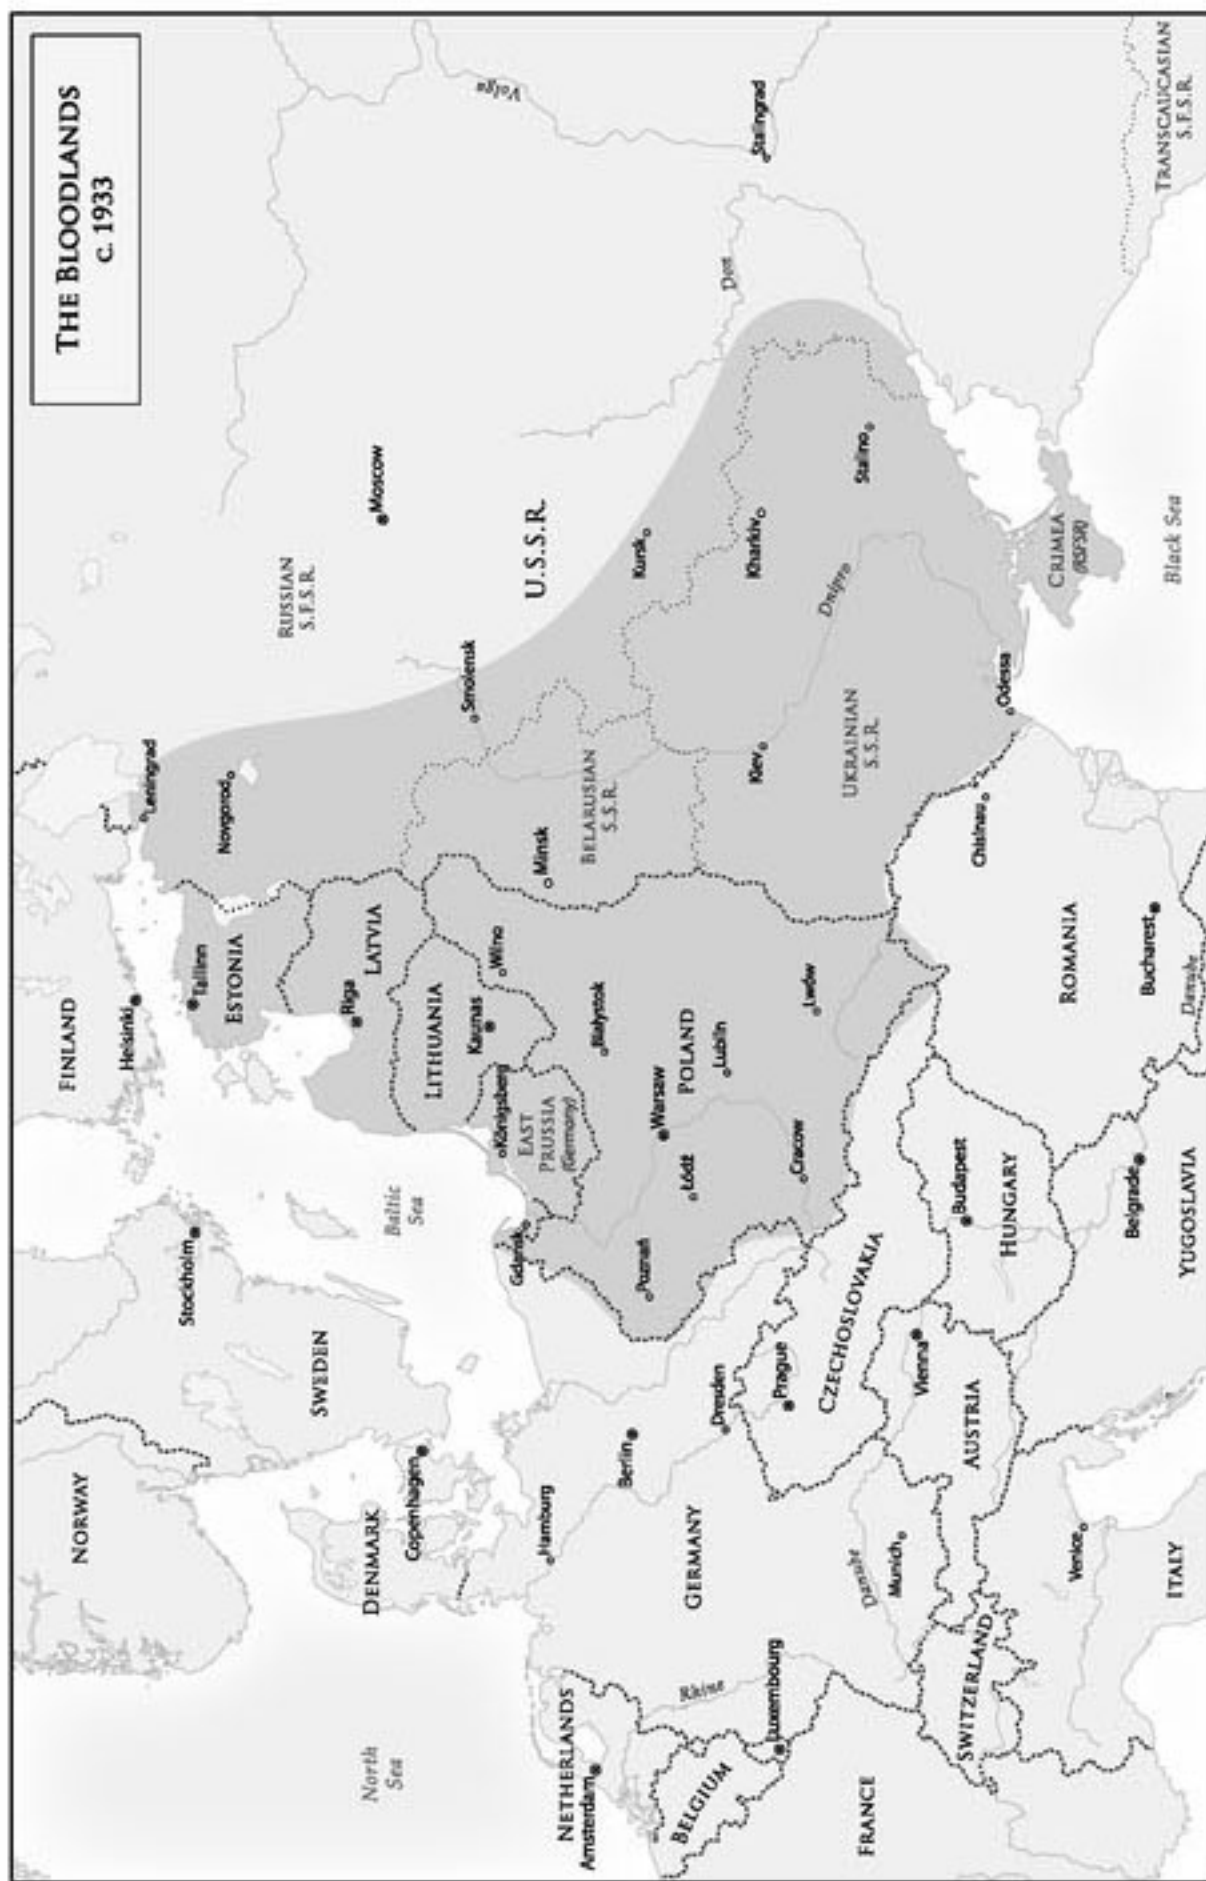 THE BLOODLANDS
c. 1933
NORWAY
SWEDEN
Stockholm
FINLAND
Helsinki
Leningrad
Tallinn
ESTONIA
Novgorod
RUSSIAN
S.F.S.R.
Moscow
Volga
North
Sea
DENMARK
Copenhagen
Baltic
Sea
Riga
LATVIA
LITHUANIA
Kaunas
Wilno
Smolensk
U.S.S.R.
Königsberg
EAST
PRUSSIA
(Germany)
Gdańsk
Minsk
BELARUSIAN
S.S.R.
NETHERLANDS
Amsterdam
Hamburg
Berlin
Poznań
Białystok
Warsaw
Łódź
POLAND
Lublin
Kursk
BELGIUM
Rhine
Luxembourg
GERMANY
Dresden
Prague
Cracow
Lwów
Kiev
Kharkiv
Don
Stalingrad
Dnipro
UKRAINIAN
S.S.R.
Stalino
FRANCE
Danube
Munich
CZECHOSLOVAKIA
Vienna
AUSTRIA
SWITZERLAND
Budapest
HUNGARY
Chisinau
Odessa
CRIMEA
(RSFSR)
ROMANIA
Bucharest
Danube
Black Sea
TRANSCAUCASIAN
S.F.S.R.
Venice
ITALY
Belgrade
YUGOSLAVIA